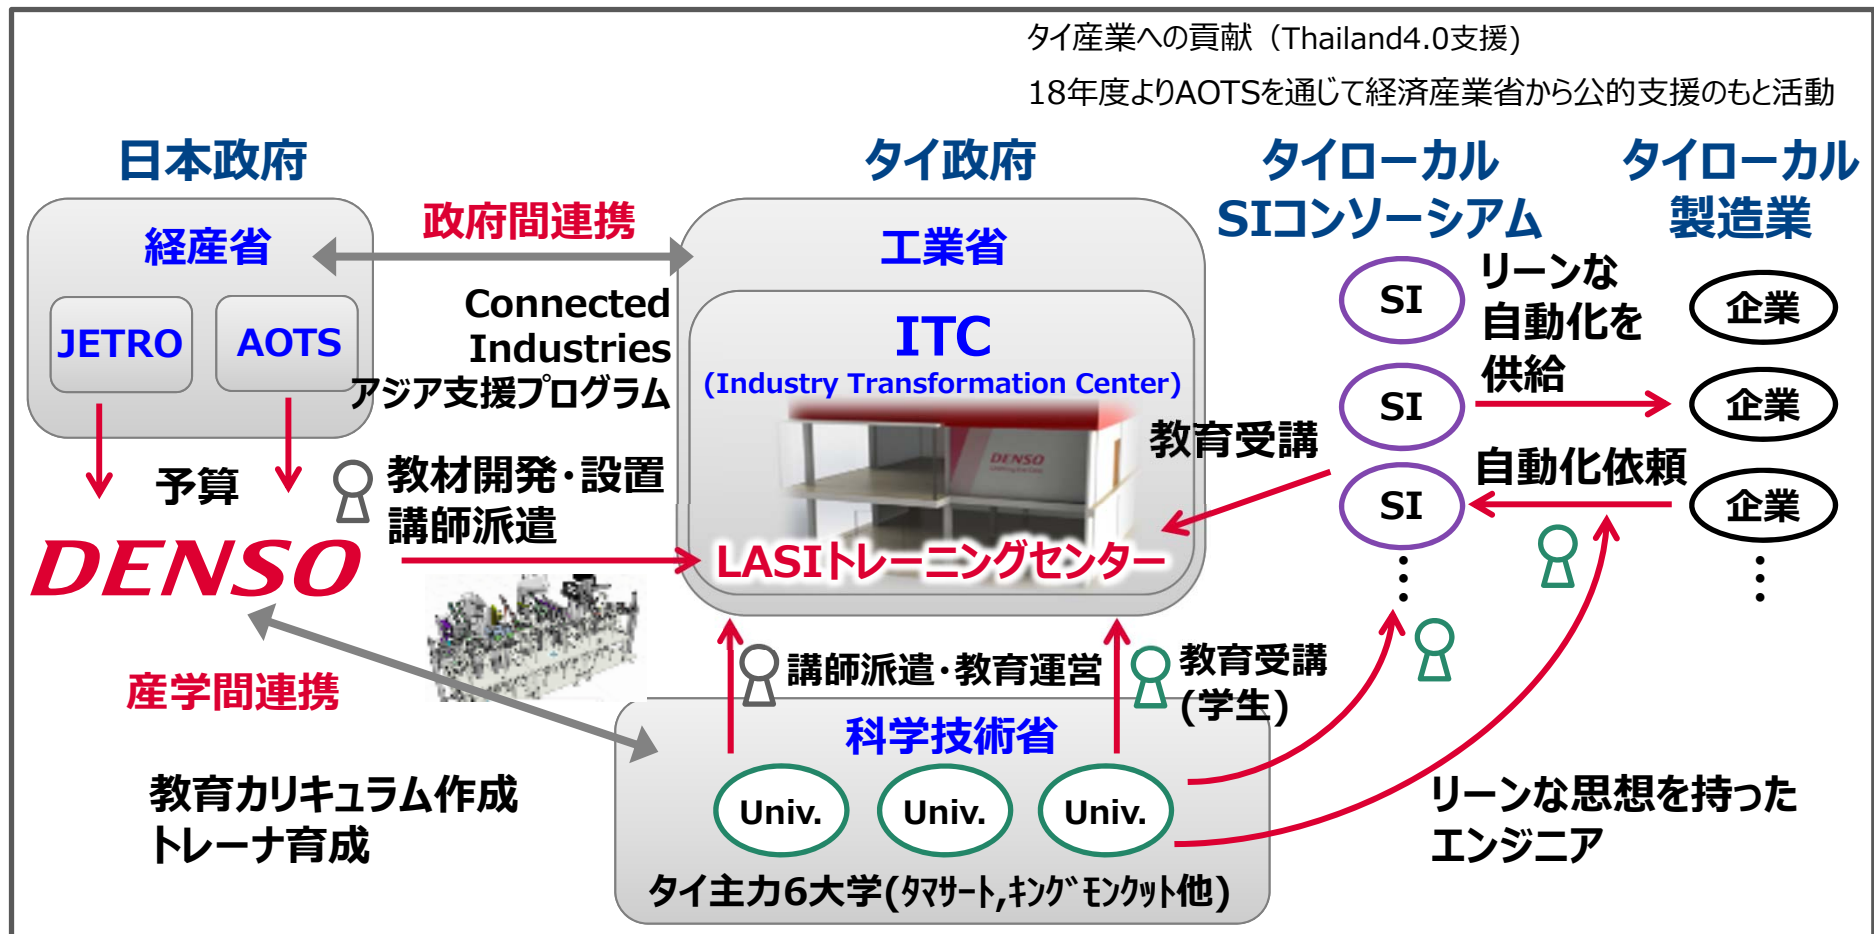 タイ産業への貢献（Thailand4.0支援)
18年度よりAOTSを通じて経済産業省から公的支援のもと活動
日本政府
タイ政府
タイローカル
SIコンソーシアム
タイローカル
製造業
経産省
JETRO
AOTS
政府間連携
Connected
Industries
アジア支援プログラム
工業省
ITC
(Industry Transformation Center)
DENSO
LASIトレーニングセンター
SI
SI
SI
⋮
リーンな
自動化を
供給
自動化依頼
企業
企業
企業
⋮
教育受講
予算
教材開発・設置
講師派遣
DENSO
産学間連携
教育カリキュラム作成
トレーナ育成
講師派遣・教育運営
教育受講
(学生)
科学技術省
Univ.
Univ.
Univ.
タイ主力6大学(ﾀﾏサート,ｷﾝｸﾞﾓﾝｸｯﾄ他)
リーンな思想を持った
エンジニア